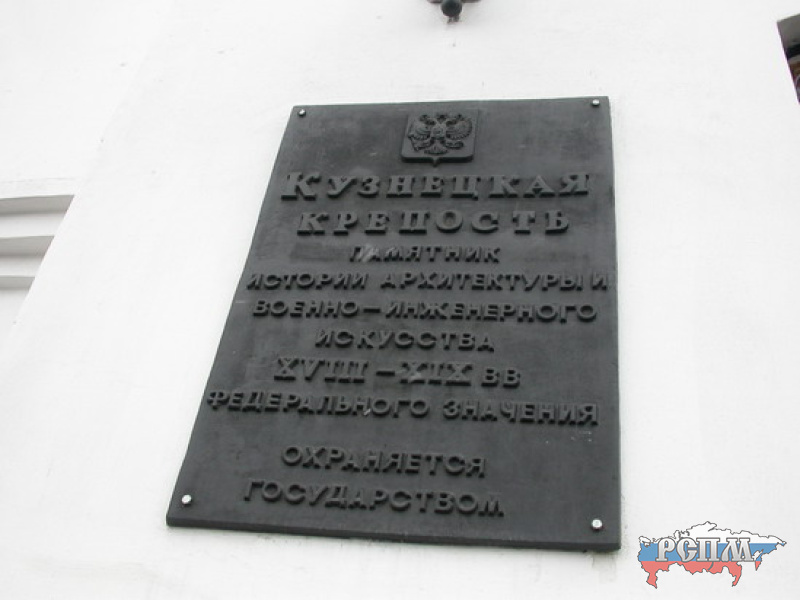 КУЗНЕЦКАЯ
КРЕПОСТЬ
ПАМЯТНИК
ИСТОРИИ АРХИТЕКТУРЫ И
ВОЕННО-ИНЖЕНЕРНОГО
ИСКУССТВА
XVIII-XIX ВВ
ФЕДЕРАЛЬНОГО ЗНАЧЕНИЯ
ОХРАНЯЕТСЯ
ГОСУДАРСТВОМ
РСПМ